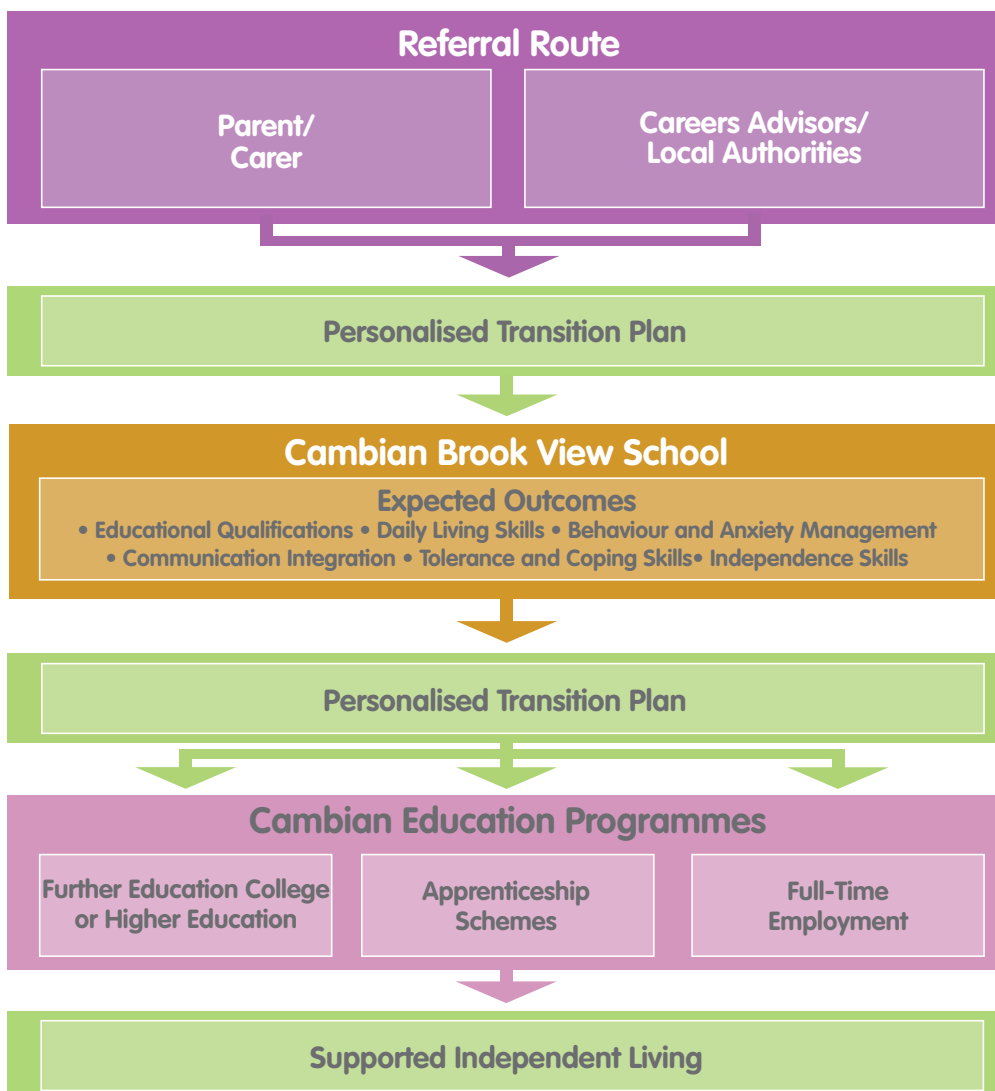 Referral Route
Parent/
Carer
Careers Advisors/
Local Authorities
Personalised Transition Plan
Cambian Brook View School
Expected Outcomes
• Educational Qualifications • Daily Living Skills • Behaviour and Anxiety Management
• Communication Integration • Tolerance and Coping Skills• Independence Skills
Personalised Transition Plan
Cambian Education Programmes
Further Education College
or Higher Education
Apprenticeship
Schemes
Full-Time
Employment
Supported Independent Living